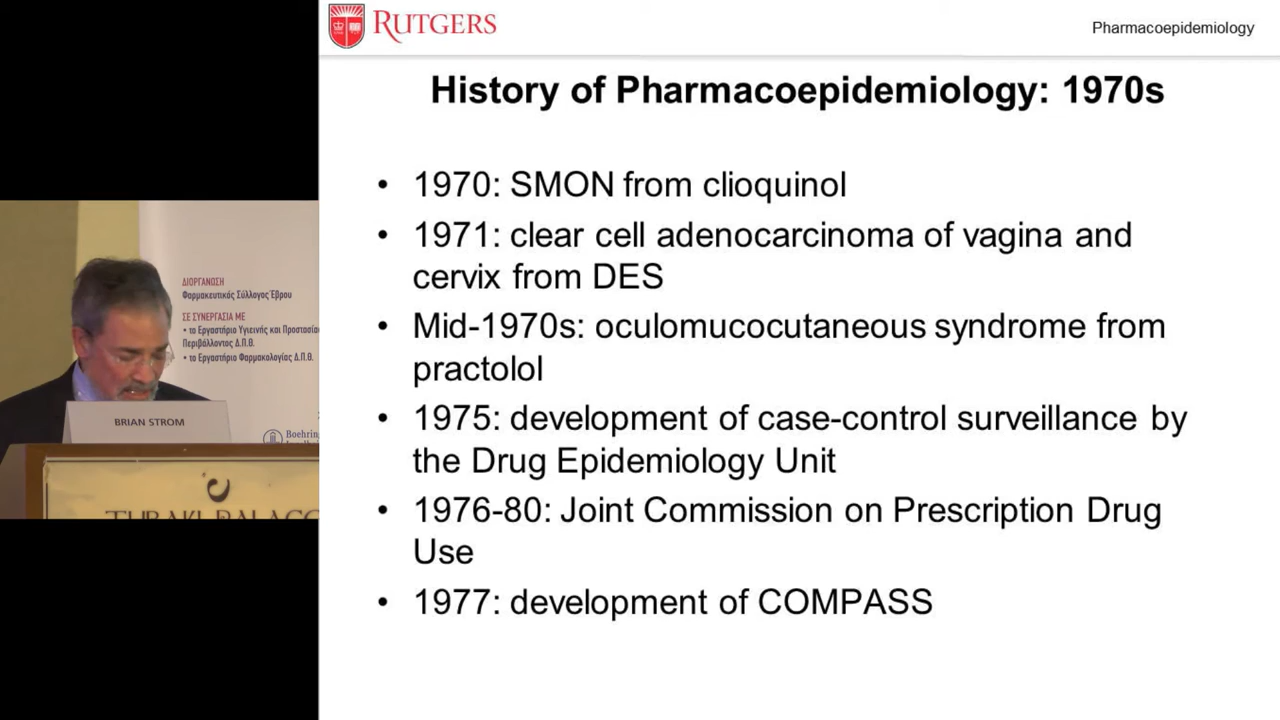 RUTGERS
Pharmacoepidemiology
History of Pharmacoepidemiology: 1970s
• 1970: SMON from clioquinol
• 1971: clear cell adenocarcinoma of vagina and
cervix from DES
• Mid-1970s: oculomucocutaneous syndrome from
practolol
• 1975: development of case-control surveillance by
the Drug Epidemiology Unit
• 1976-80: Joint Commission on Prescription Drug
Use
• 1977: development of COMPASS
ΔΙΟΡΓΑΝΩΣΗ
Φαρμακευτικός Σύλλογος Έβρου
ΣΕ ΣΥΝΕΡΓΑΣΙΑ ΜΕ
• το Εργαστήριο Υγιεινής και Προστασίας
Περιβάλλοντος Δ.Π.Θ.
• το Εργαστήριο Φαρμακολογίας Δ.Π.Θ.
BRIAN STROM
Boehring